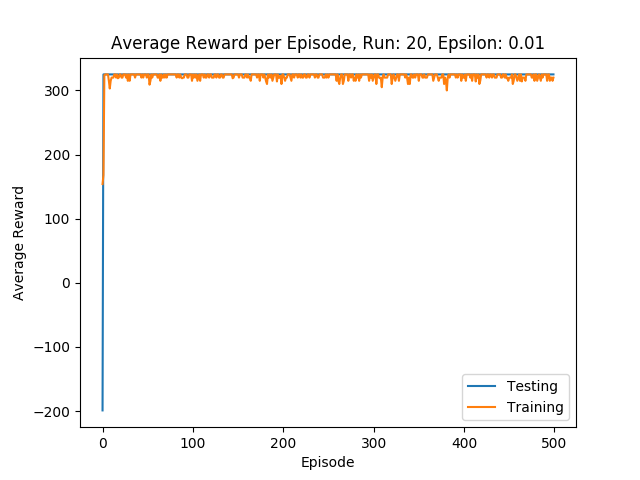 Average Reward per Episode, Run: 20, Epsilon: 0.01
Average Reward
300
200
100
0
−100
−200
0
100
200
300
400
500
Episode
Testing
Training